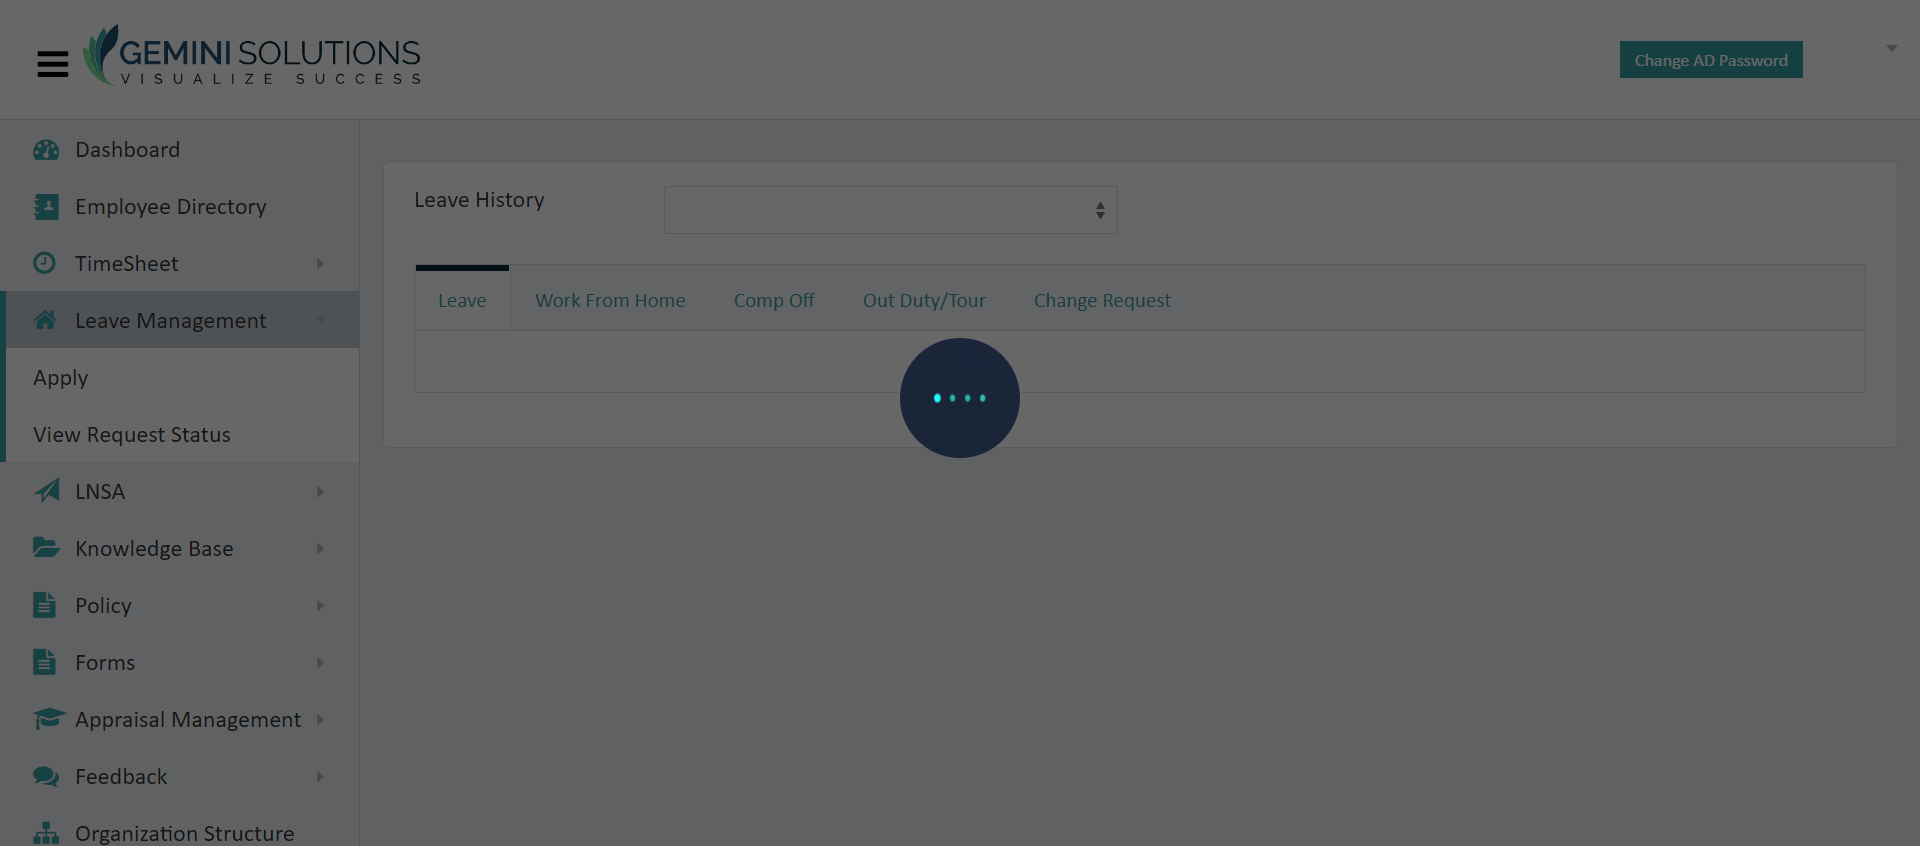 GEMINI SOLUTIONS
VISUALIZE SUCCESS
Change AD Password
Dashboard
Employee Directory
TimeSheet
Leave Management
Apply
View Request Status
LNSA
Knowledge Base
Policy
Forms
Appraisal Management
Feedback
Organization Structure
Leave History
Leave
Work From Home
Comp Off
Out Duty/Tour
Change Request